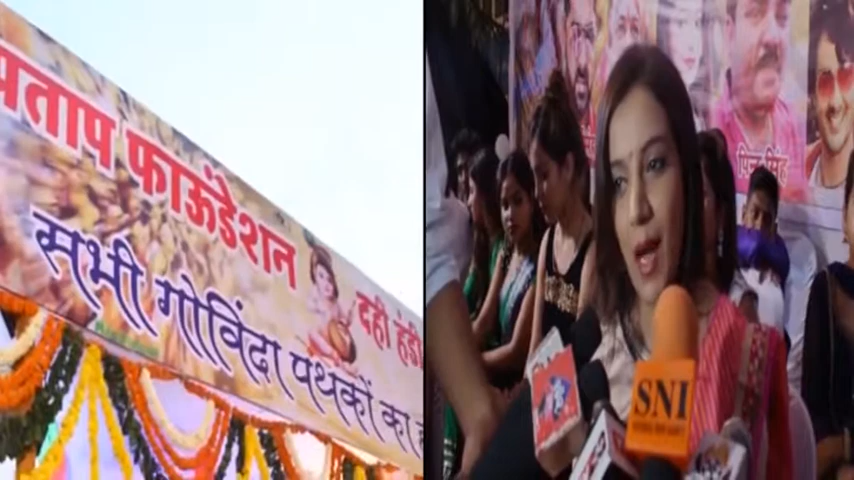 प्रताप फाऊंडेशन
दही हंडी
सभी गोविंदा पथकों का
पिन्टू सिंह
SNI